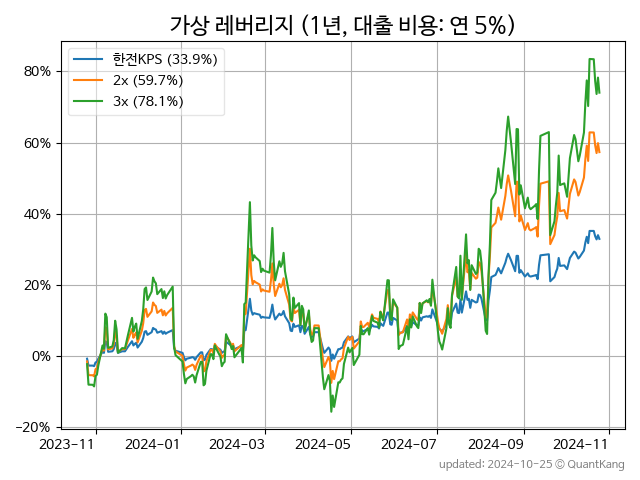 가상 레버리지 (1년, 대출 비용: 연 5%)
한전KPS (33.9%)
2x (59.7%)
3x (78.1%)
80%
60%
40%
20%
0%
−20%
2023-11
2024-01
2024-03
2024-05
2024-07
2024-09
2024-11
updated: 2024-10-25 © QuantKang